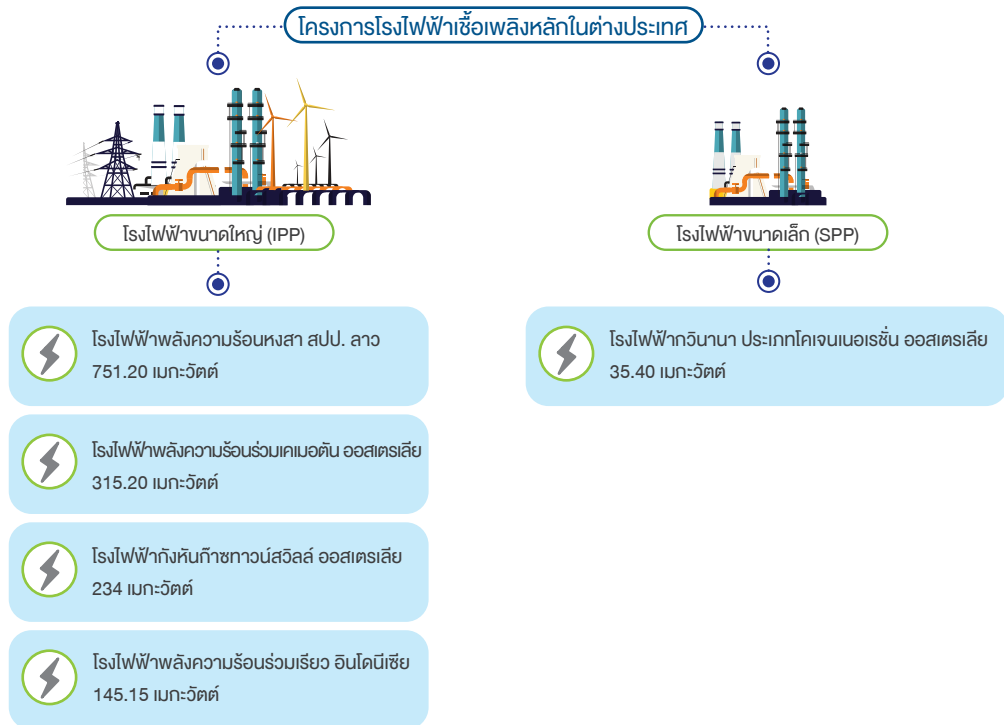 โครงการโรงไฟฟ้าเชื้อเพลิงหลักในต่างประเทศ
โรงไฟฟ้าขนาดใหญ่ (IPP)
โรงไฟฟ้าพลังความร้อนหงสา สปป. ลาว
751.20 เมกะวัตต์
โรงไฟฟ้าพลังความร้อนร่วมเคเมอตัน ออสเตรเลีย
315.20 เมกะวัตต์
โรงไฟฟ้ากังหันก๊าซทาวน์สวิลล์ ออสเตรเลีย
234 เมกะวัตต์
โรงไฟฟ้าพลังความร้อนร่วมเรียว อินโดนีเซีย
145.15 เมกะวัตต์
โรงไฟฟ้าขนาดเล็ก (SPP)
โรงไฟฟ้ากวินานา ประเภทโคเจนเนอเรชั่น ออสเตรเลีย
35.40 เมกะวัตต์